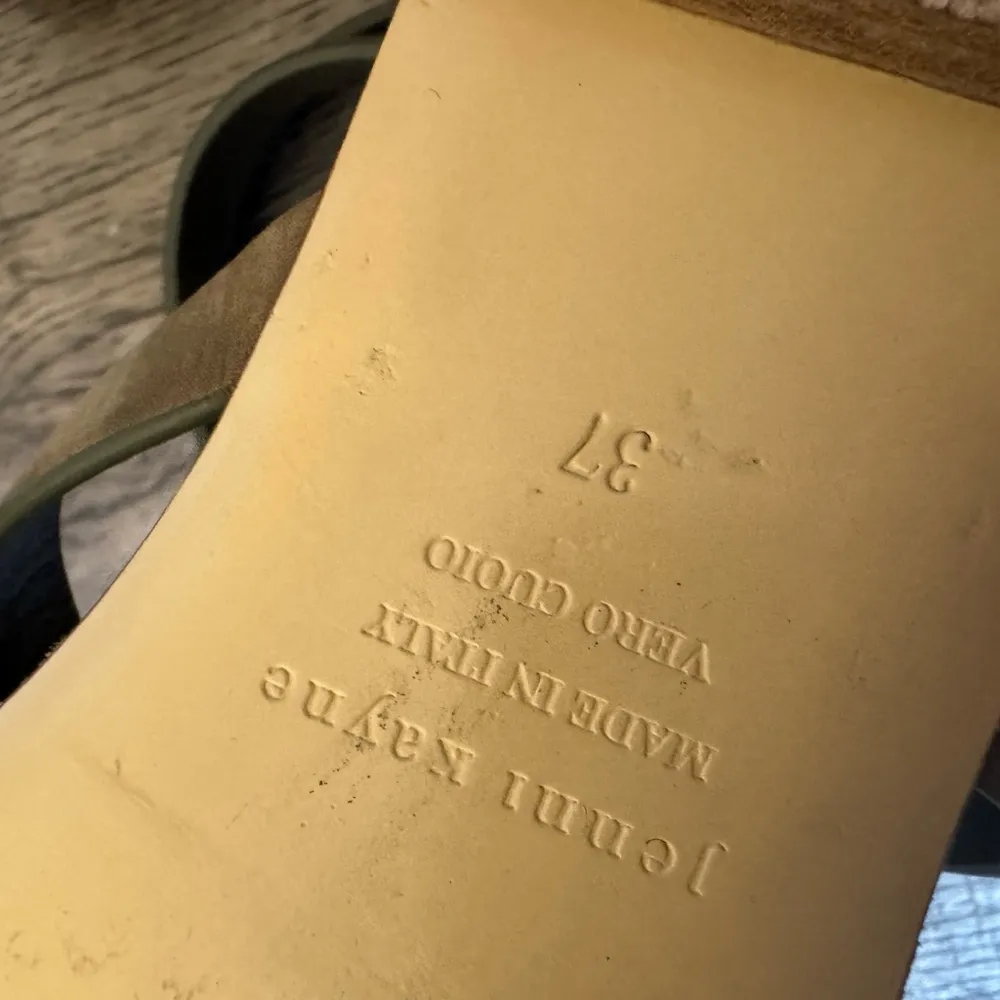 jenni kayne
MADE IN ITALY
VERO CUOIO
37